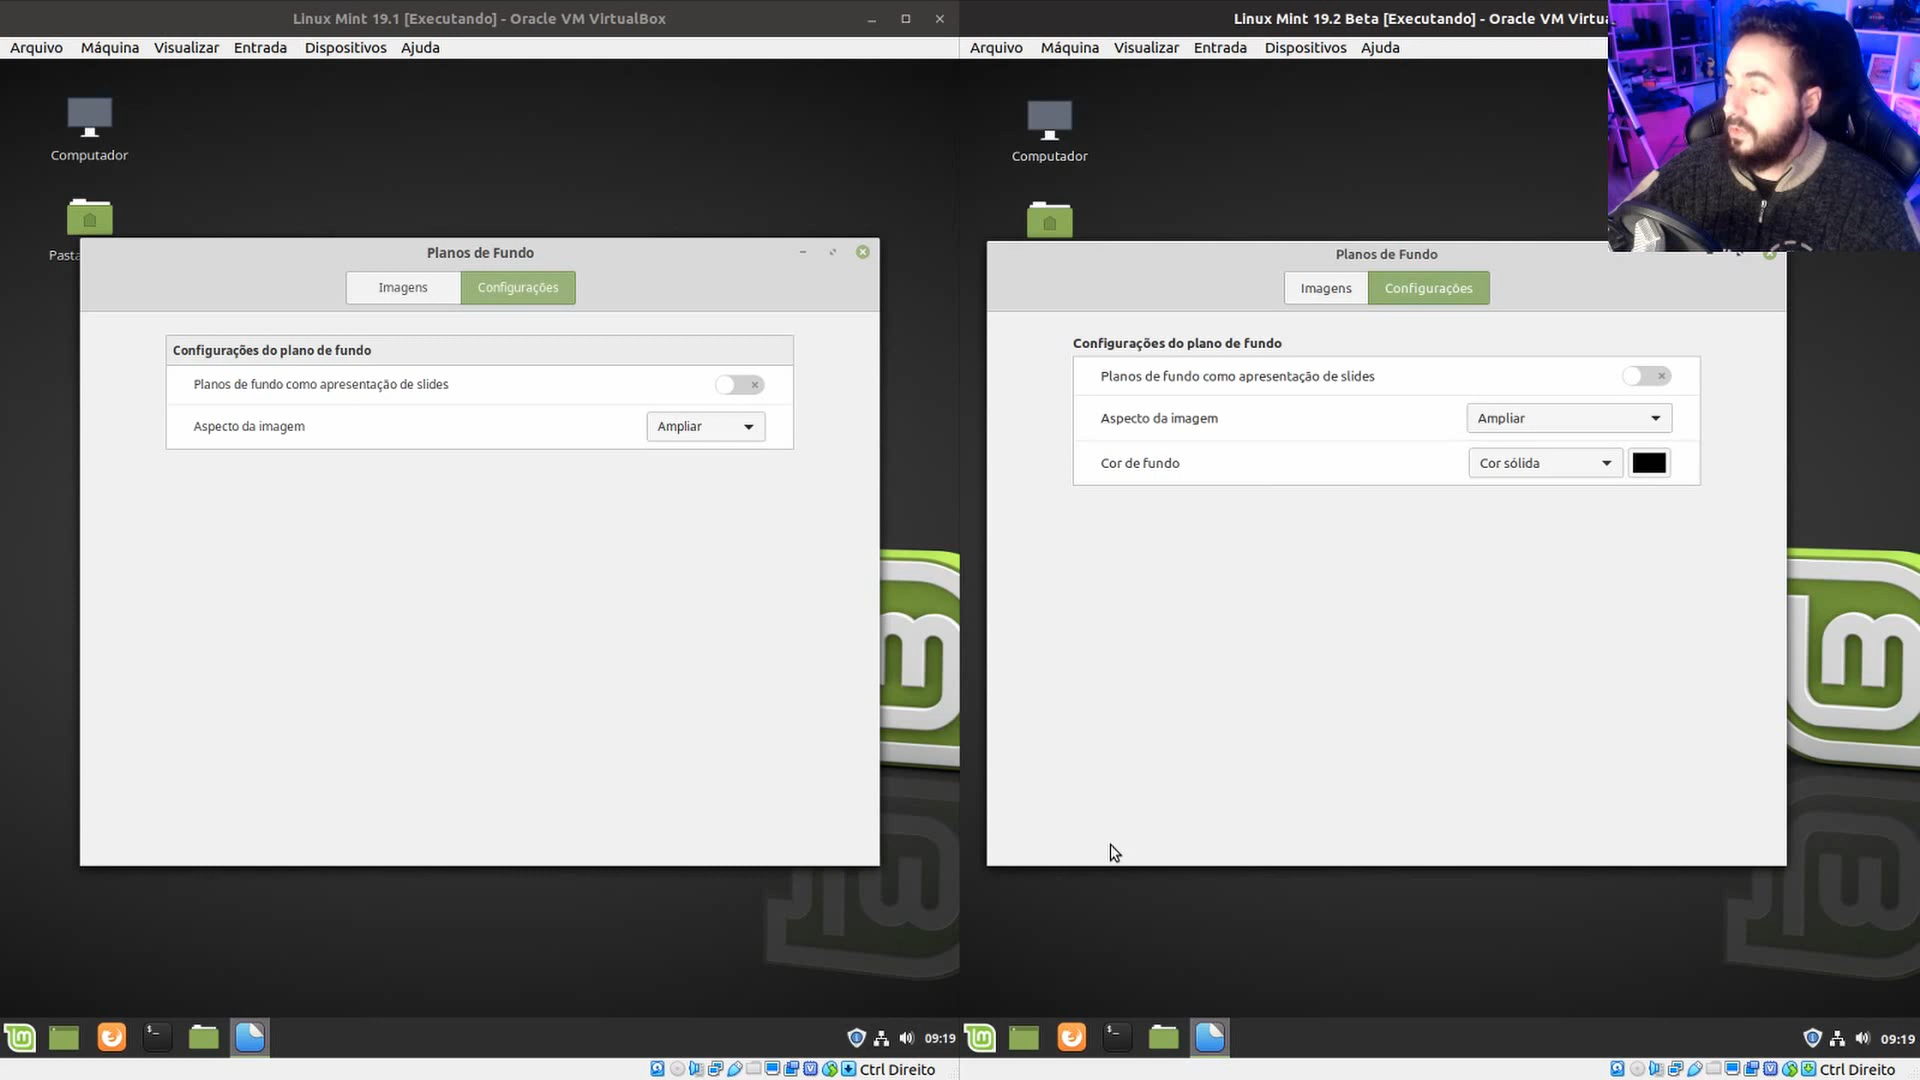 Linux Mint 19.1 [Executando] - Oracle VM VirtualBox
Arquivo Máquina Visualizar Entrada Dispositivos Ajuda
Computador
Pasta
Planos de Fundo
Imagens Configurações
Configurações do plano de fundo
Planos de fundo como apresentação de slides
Aspecto da imagem Ampliar
09:19
Ctrl Direito
Linux Mint 19.2 Beta [Executando] - Oracle VM Virtua
Arquivo Máquina Visualizar Entrada Dispositivos Ajuda
Computador
Planos de Fundo
Imagens Configurações
Configurações do plano de fundo
Planos de fundo como apresentação de slides
Aspecto da imagem Ampliar
Cor de fundo Cor sólida
09:19
Ctrl Direito